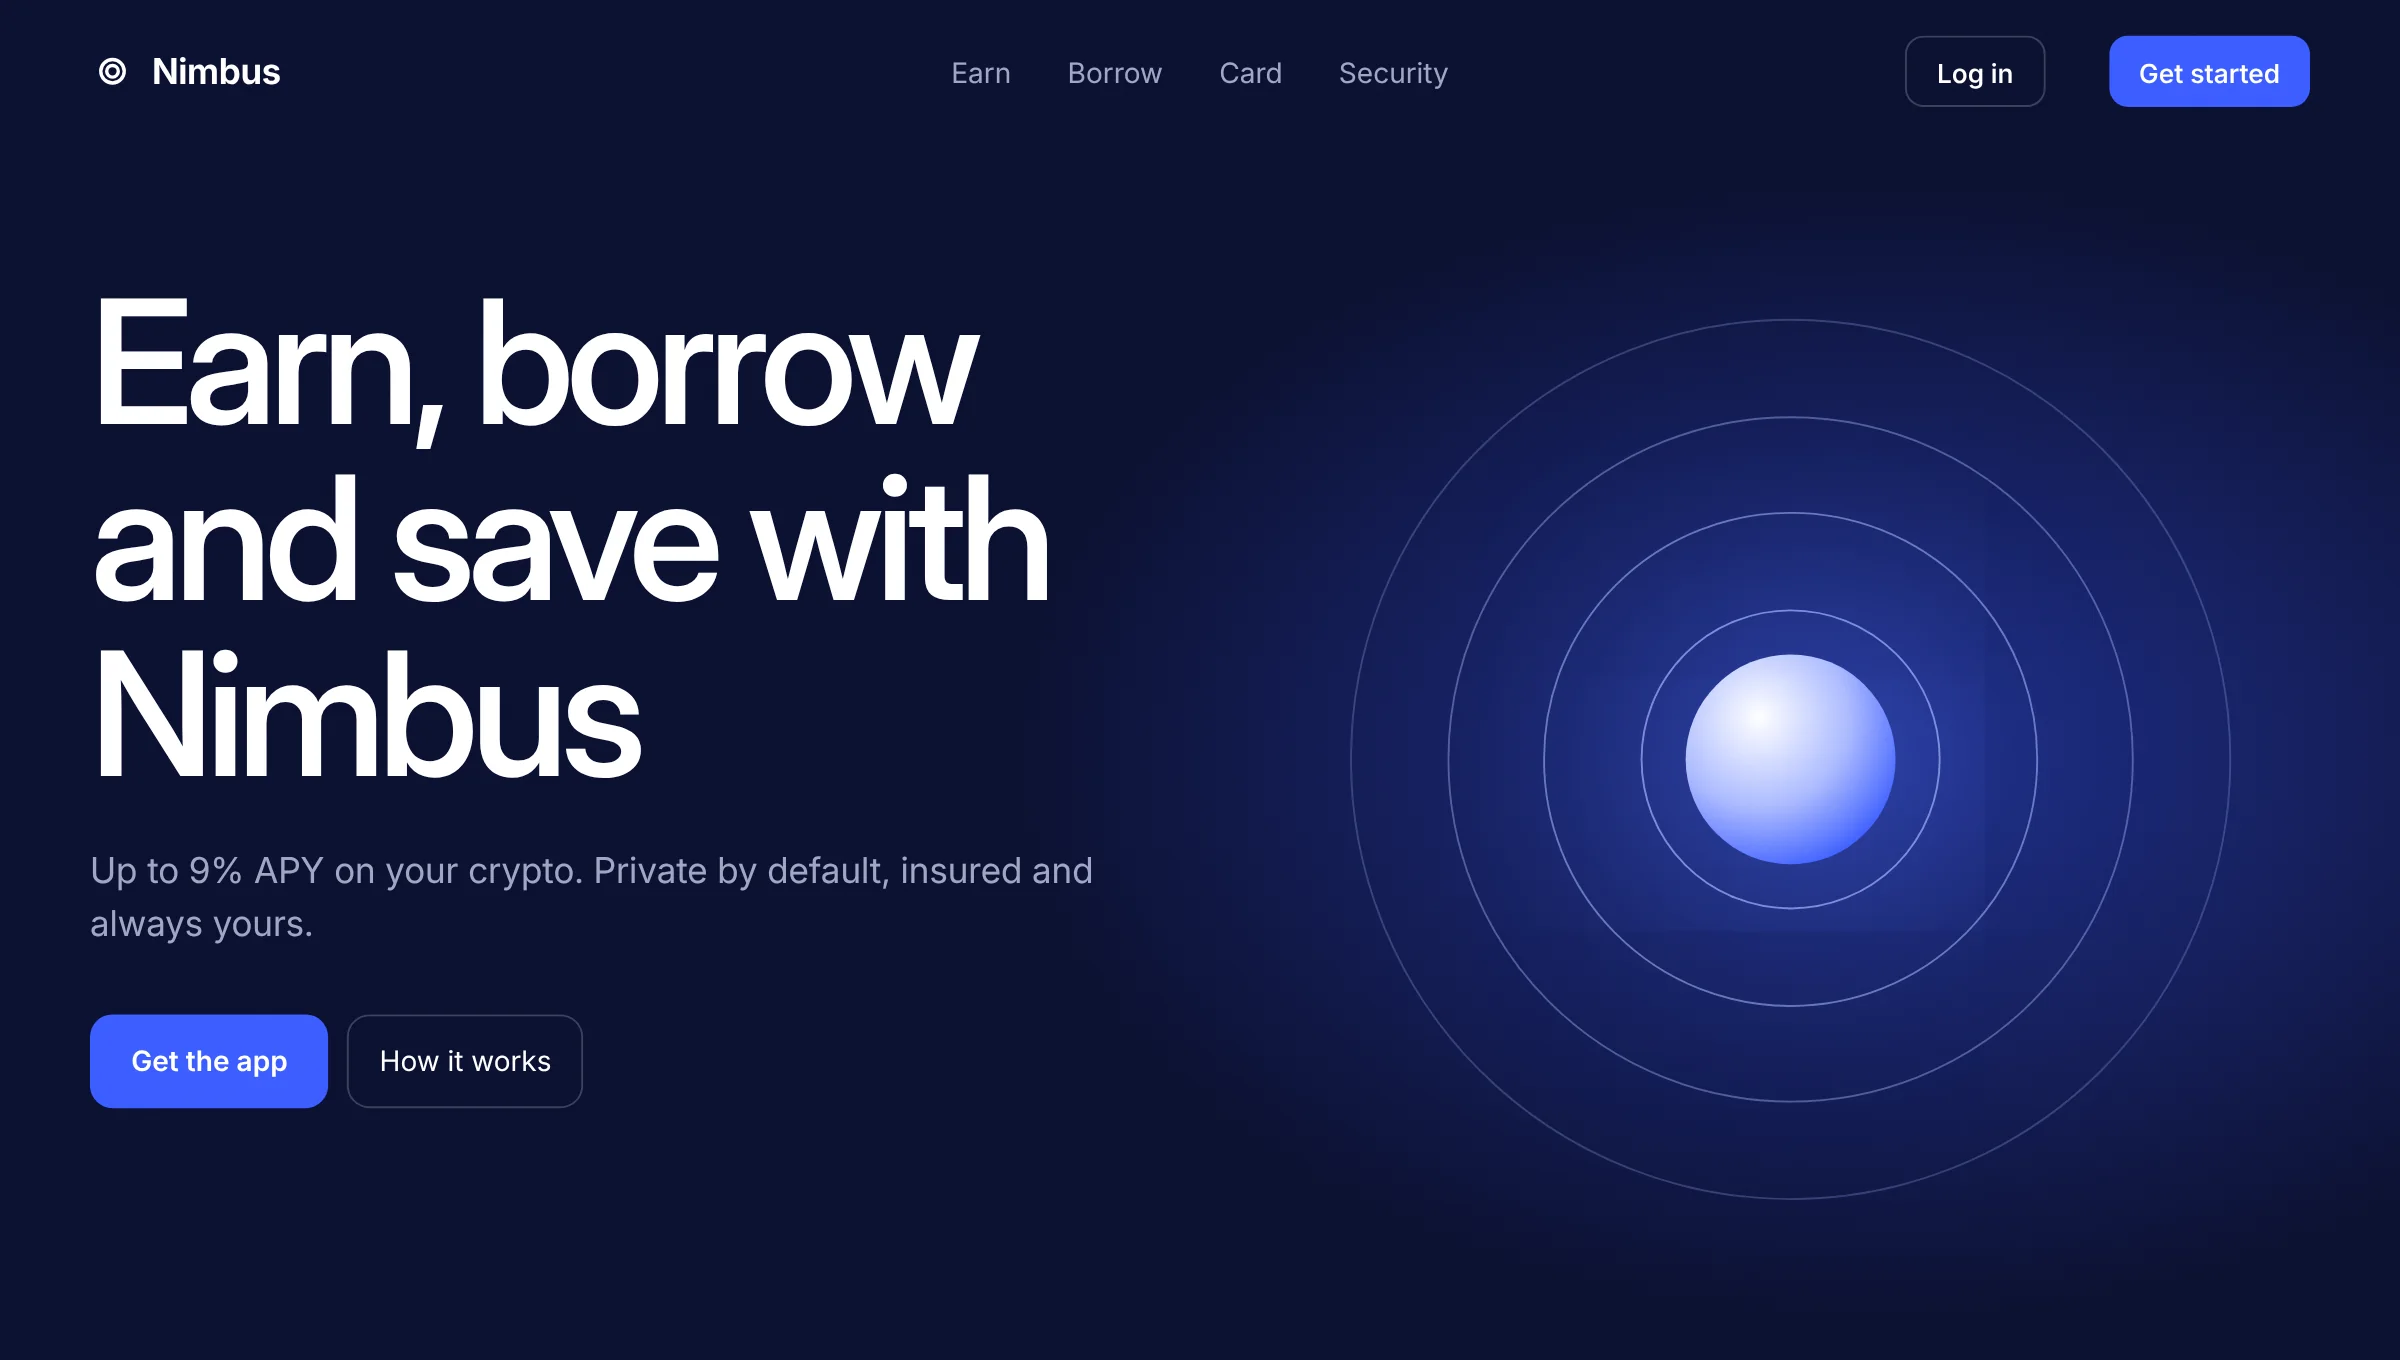 Nimbus
Earn
Borrow
Card
Security
Log in
Get started
Earn, borrow
and save with
Nimbus
Up to 9% APY on your crypto. Private by default, insured and
always yours.
Get the app
How it works